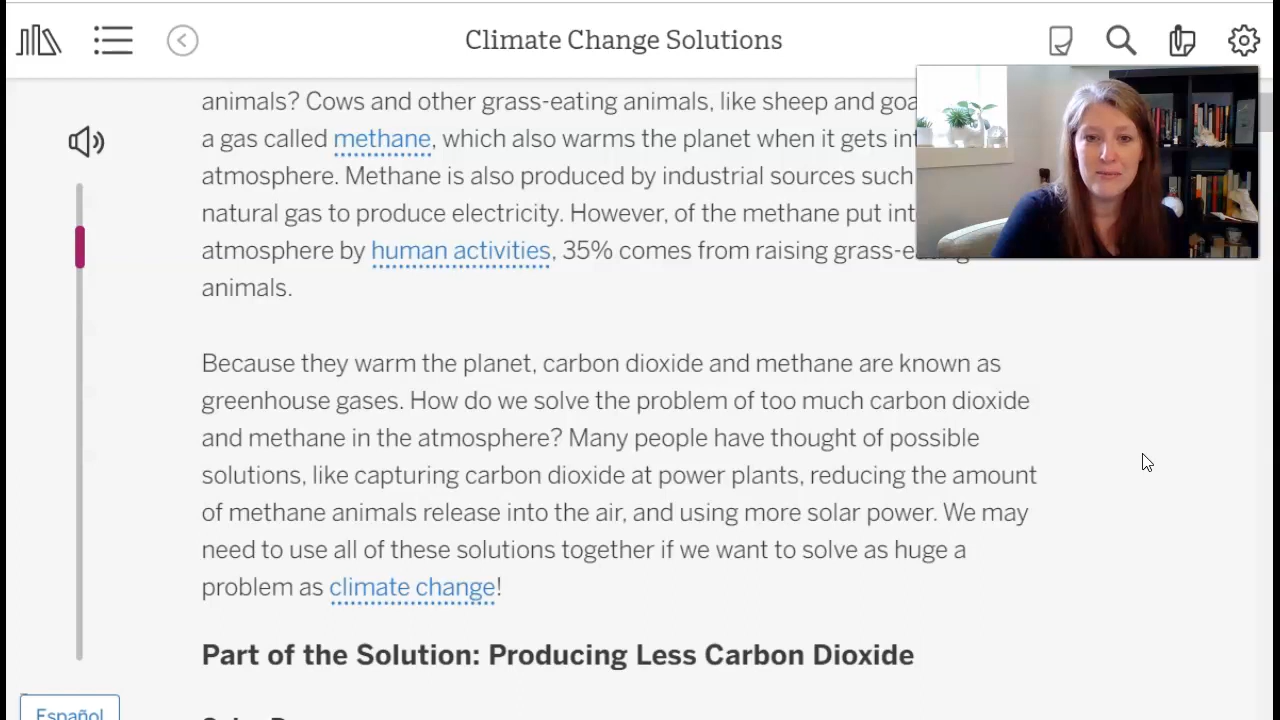 Climate Change Solutions
animals? Cows and other grass-eating animals, like sheep and
a gas called methane, which also warms the planet when it gets
atmosphere. Methane is also produced by industrial sources such
natural gas to produce electricity. However, of the methane put
atmosphere by human activities, 35% comes from raising grass-eating
animals.
Because they warm the planet, carbon dioxide and methane are known as
greenhouse gases. How do we solve the problem of too much carbon dioxide
and methane in the atmosphere? Many people have thought of possible
solutions, like capturing carbon dioxide at power plants, reducing the amount
of methane animals release into the air, and using more solar power. We may
need to use all of these solutions together if we want to solve as huge a
problem as climate change!
Part of the Solution: Producing Less Carbon Dioxide
Español